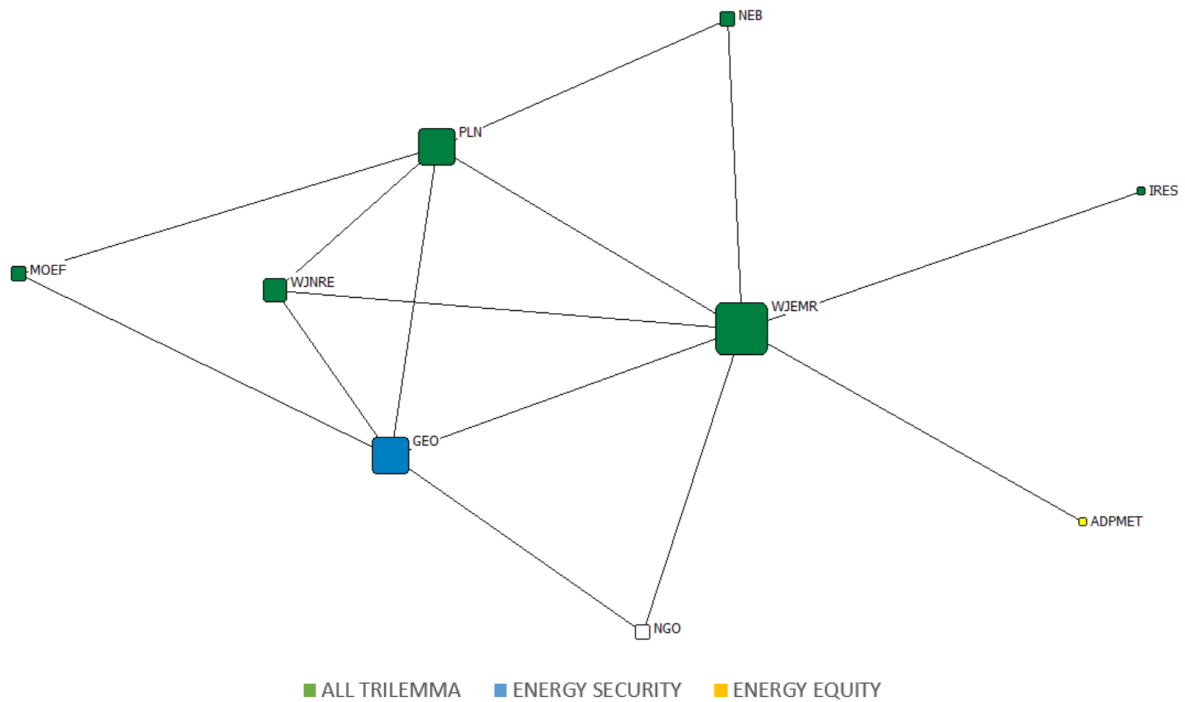 NEB
PLN
IRES
MOEF
WJNRE
WJEMR
GEO
ADPMET
NGO
ALL TRILEMMA ENERGY SECURITY ENERGY EQUITY